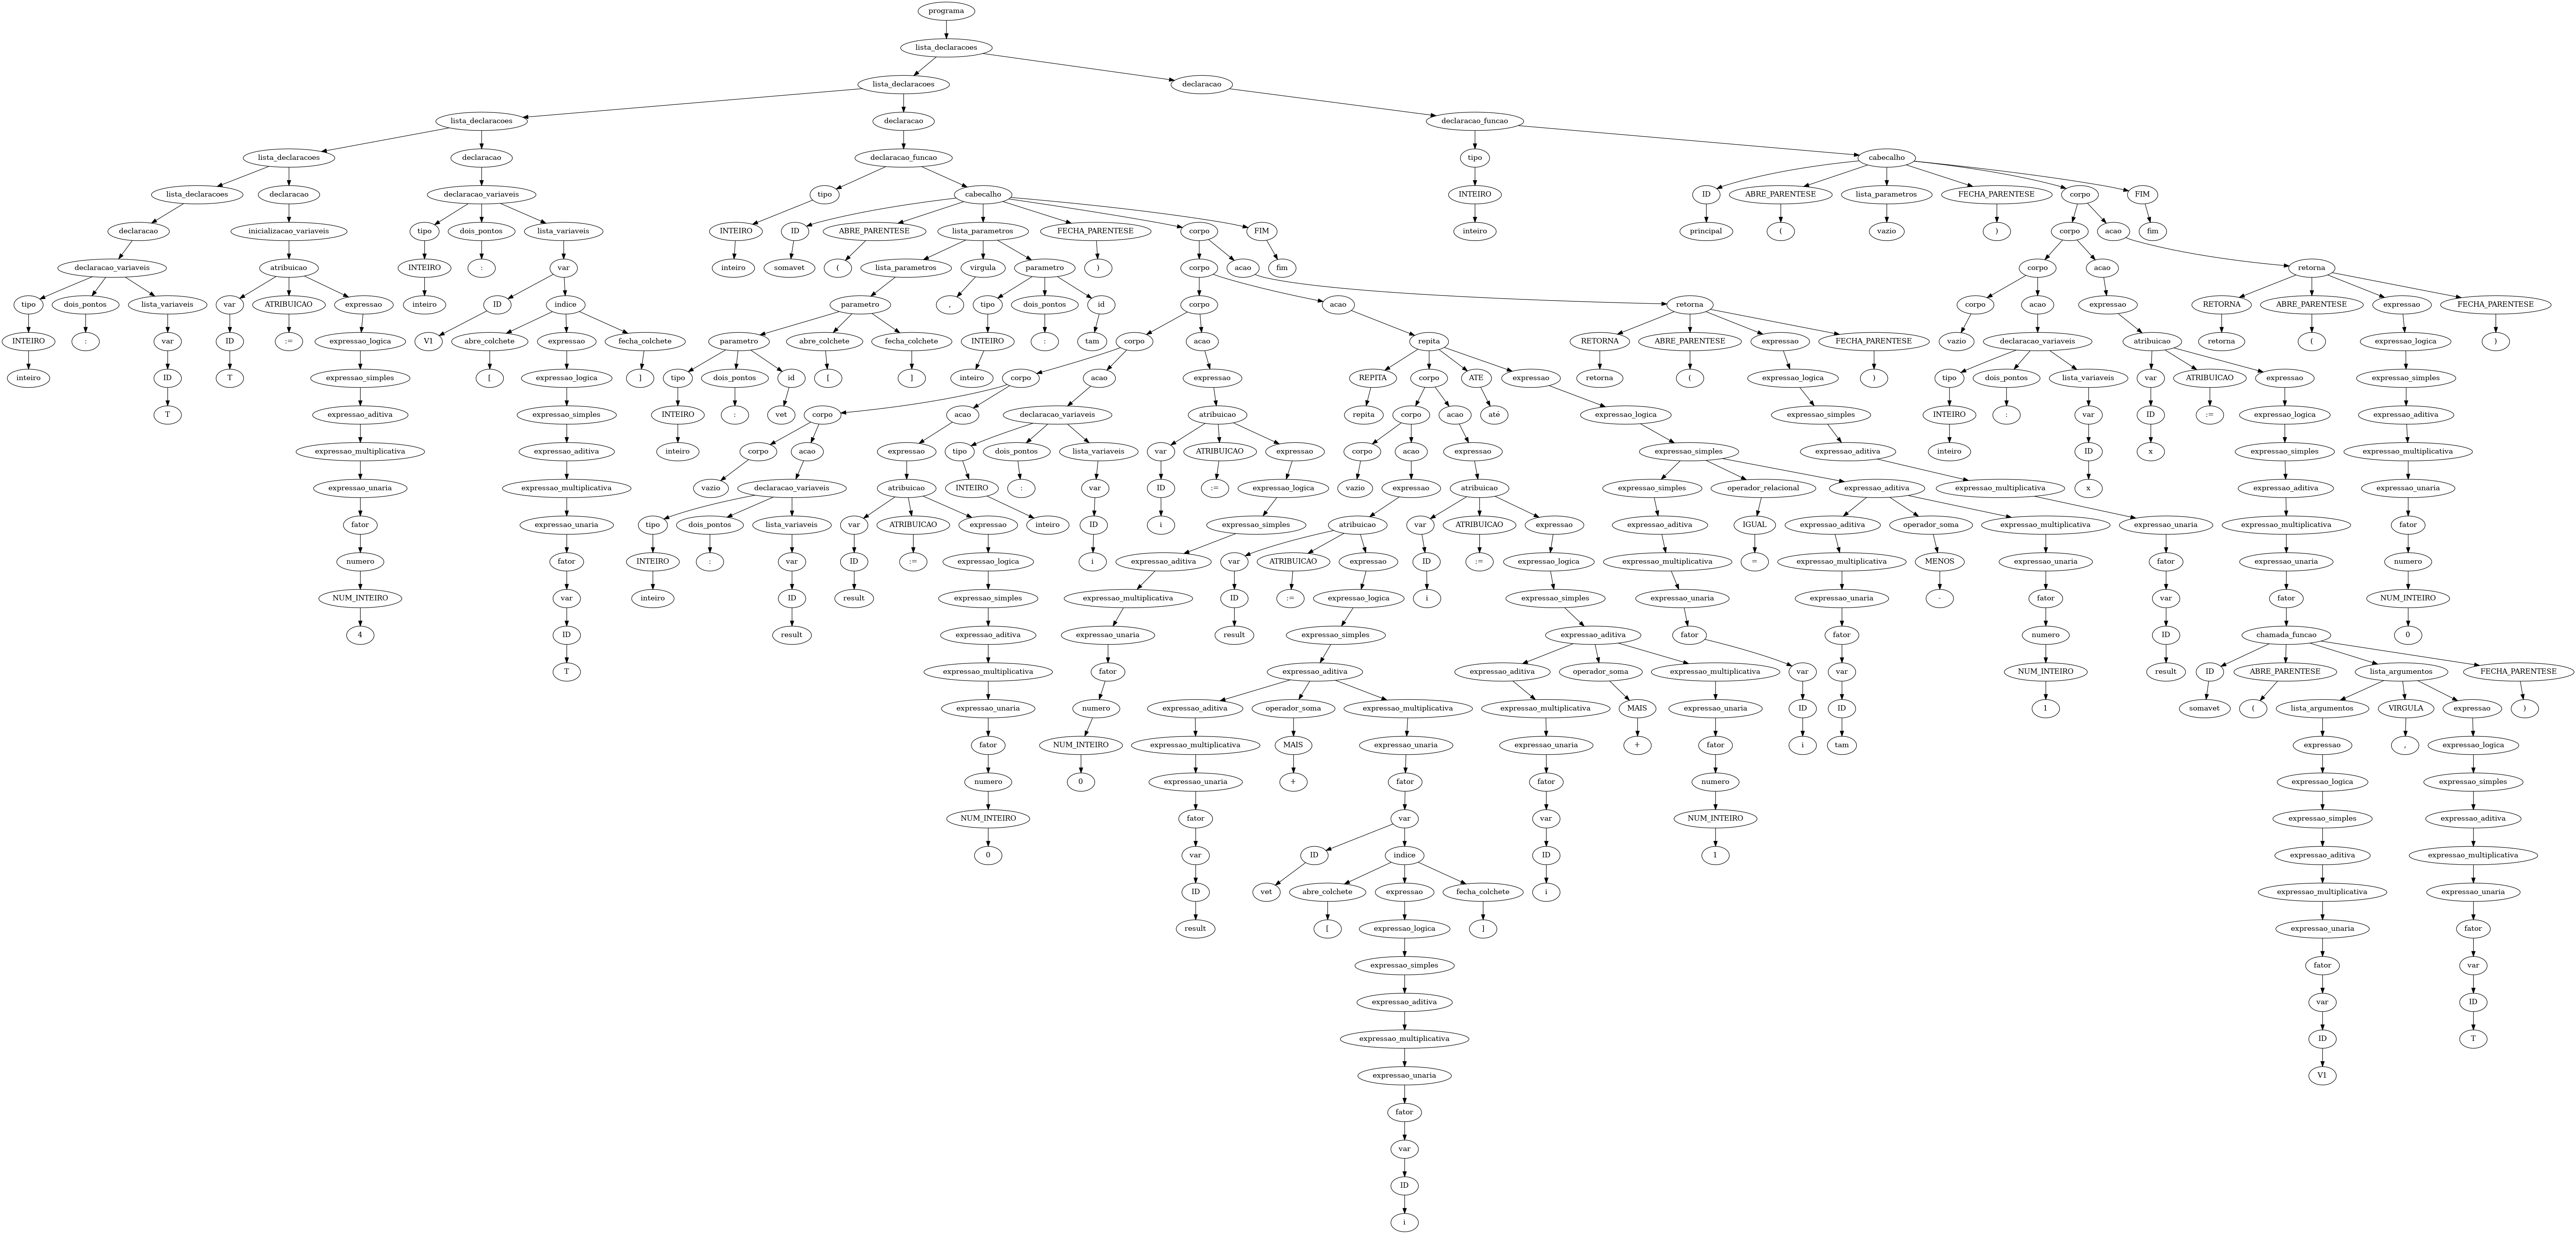 programa
lista_declaracoes
lista_declaracoes declaracao
lista_declaracoes declaracao declaracao_funcao
lista_declaracoes declaracao declaracao_funcao tipo cabecalho
lista_declaracoes declaracao declaracao_variaveis tipo cabecalho INTEIRO ID ABRE_PARENTESE lista_parametros FECHA_PARENTESE corpo FIM
declaracao inicializacao_variaveis tipo dois_pontos lista_variaveis INTEIRO ID ABRE_PARENTESE lista_parametros FECHA_PARENTESE corpo FIM inteiro principal ( vazio ) corpo acao fim
declaracao_variaveis atribuicao INTEIRO : var inteiro somavet ( lista_parametros virgula parametro ) corpo acao fim corpo acao retorna
tipo dois_pontos lista_variaveis var ATRIBUICAO expressao inteiro ID indice parametro , tipo dois_pontos id corpo acao retorna corpo acao expressao RETORNA ABRE_PARENTESE expressao FECHA_PARENTESE
INTEIRO : var ID := expressao_logica V1 abre_colchete expressao fecha_colchete parametro abre_colchete fecha_colchete INTEIRO : tam corpo acao repita RETORNA ABRE_PARENTESE expressao FECHA_PARENTESE vazio declaracao_variaveis atribuicao retorna ( expressao_logica )
inteiro ID T expressao_simples [ expressao_logica ] tipo dois_pontos id [ ] inteiro corpo acao expressao REPITA corpo ATE expressao retorna ( expressao_logica ) tipo dois_pontos lista_variaveis var ATRIBUICAO expressao expressao_simples
T expressao_aditiva expressao_simples INTEIRO : vet corpo acao declaracao_variaveis atribuicao repita corpo acao até expressao_logica expressao_simples INTEIRO : var ID := expressao_logica expressao_aditiva
expressao_multiplicativa expressao_aditiva inteiro corpo acao expressao tipo dois_pontos lista_variaveis var ATRIBUICAO expressao corpo acao expressao expressao_simples expressao_aditiva inteiro ID x expressao_simples expressao_multiplicativa
expressao_unaria expressao_multiplicativa vazio declaracao_variaveis atribuicao INTEIRO : var ID := expressao_logica vazio expressao atribuicao expressao_simples operador_relacional expressao_aditiva expressao_multiplicativa x expressao_aditiva expressao_unaria
fator expressao_unaria tipo dois_pontos lista_variaveis var ATRIBUICAO expressao inteiro ID i expressao_simples atribuicao var ATRIBUICAO expressao expressao_aditiva IGUAL expressao_aditiva operador_soma expressao_multiplicativa expressao_unaria expressao_multiplicativa fator
numero fator INTEIRO : var ID := expressao_logica i expressao_aditiva var ATRIBUICAO expressao ID := expressao_logica expressao_multiplicativa = expressao_multiplicativa MENOS expressao_unaria fator expressao_unaria numero
NUM_INTEIRO var inteiro ID result expressao_simples expressao_multiplicativa ID := expressao_logica i expressao_simples expressao_unaria expressao_unaria - fator var fator NUM_INTEIRO
4 ID result expressao_aditiva expressao_unaria result expressao_simples expressao_aditiva fator fator numero ID chamada_funcao 0
T expressao_multiplicativa fator expressao_aditiva expressao_aditiva operador_soma expressao_multiplicativa var var NUM_INTEIRO result ID ABRE_PARENTESE lista_argumentos FECHA_PARENTESE
expressao_unaria numero expressao_aditiva operador_soma expressao_multiplicativa expressao_multiplicativa MAIS expressao_unaria ID ID 1 somavet ( lista_argumentos VIRGULA expressao )
fator NUM_INTEIRO expressao_multiplicativa MAIS expressao_unaria expressao_unaria + fator i tam expressao , expressao_logica
numero 0 expressao_unaria + fator fator numero expressao_logica expressao_simples
NUM_INTEIRO fator var var NUM_INTEIRO expressao_simples expressao_aditiva
0 var ID indice ID 1 expressao_aditiva expressao_multiplicativa
ID vet abre_colchete expressao fecha_colchete i expressao_multiplicativa expressao_unaria
result [ expressao_logica ] expressao_unaria fator
expressao_simples fator var
expressao_aditiva var ID
expressao_multiplicativa ID T
expressao_unaria V1
fator
var
ID
i